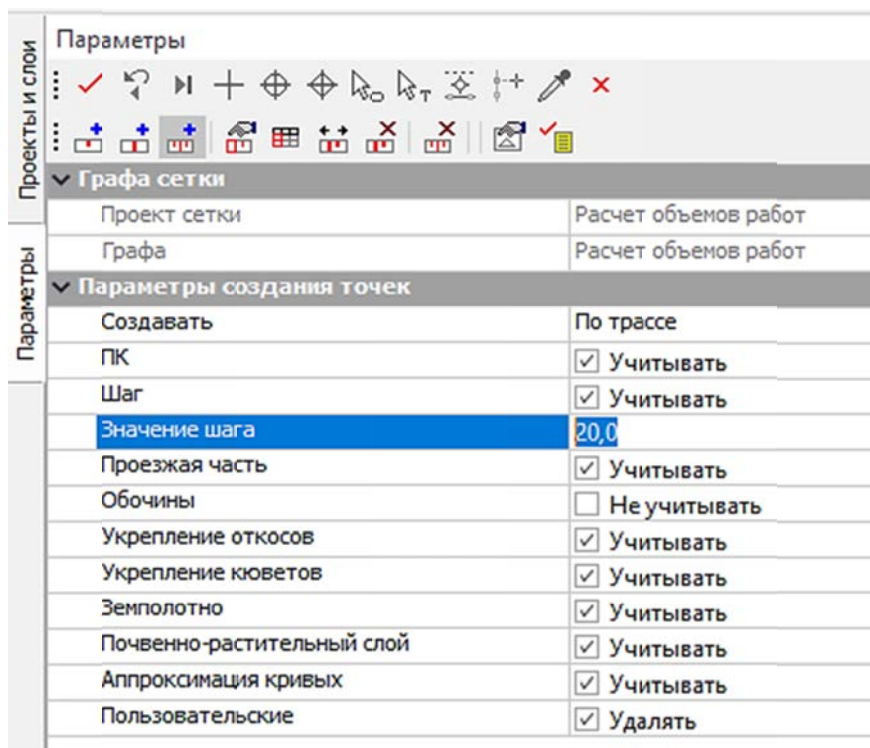 Проекты и слои
Параметры
Параметры
Графа сетки
Проект сетки Расчет объемов работ
Графа Расчет объемов работ
Параметры создания точек
Создавать По трассе
ПК Учитывать
Шаг Учитывать
Значение шага 20,0
Проезжая часть Учитывать
Обочины Не учитывать
Укрепление откосов Учитывать
Укрепление кюветов Учитывать
Земполотно Учитывать
Почвенно-растительный слой Учитывать
Аппроксимация кривых Учитывать
Пользовательские Удалять